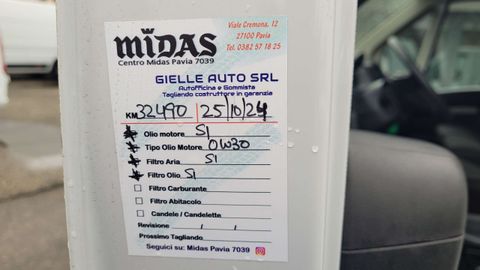 Viale Cremona, 12
27100 Pavia
Tel. 0382 57 18 25
MIDAS
Centro Midas Pavia 7039
GIELLE AUTO SRL
Autofficina e Gommista
Tagliando costruttore in garanzia
KM 32490 25/10/24
Olio motore SI
Tipo Olio Motore 0W30
Filtro Aria SI
Filtro Olio SI
Filtro Carburante
Filtro Abitacolo
Candele / Candelette
Revisione
Prossimo Tagliando
Seguici su: Midas Pavia 7039